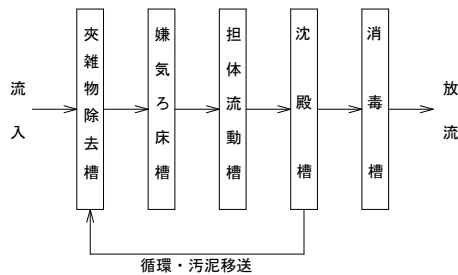 流入
夾雑物除去槽
嫌気ろ床槽
担体流動槽
沈殿槽
消毒槽
放流
循環・汚泥移送